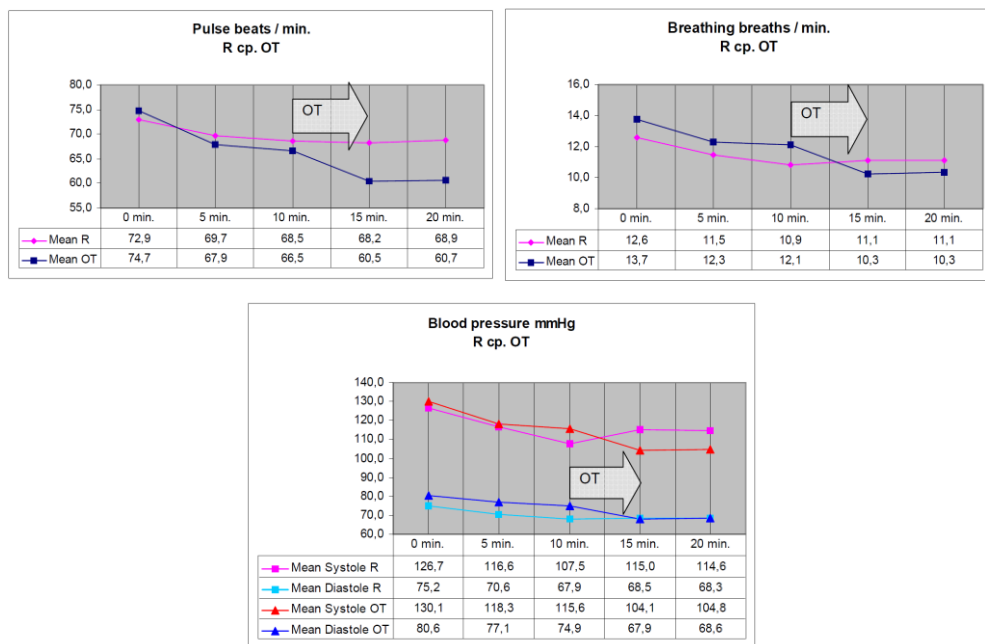 Pulse beats / min.
R cp. OT
80,0
75,0
70,0
65,0
60,0
55,0
OT
0 min. 5 min. 10 min. 15 min. 20 min.
Mean R 72,9 69,7 68,5 68,2 68,9
Mean OT 74,7 67,9 66,5 60,5 60,7
Breathing breaths / min.
R cp. OT
16,0
14,0
12,0
10,0
8,0
OT
0 min. 5 min. 10 min. 15 min. 20 min.
Mean R 12,6 11,5 10,9 11,1 11,1
Mean OT 13,7 12,3 12,1 10,3 10,3
Blood pressure mmHg
R cp. OT
140,0
130,0
120,0
110,0
100,0
90,0
80,0
70,0
60,0
OT
0 min. 5 min. 10 min. 15 min. 20 min.
Mean Systole R 126,7 116,6 107,5 115,0 114,6
Mean Diastole R 75,2 70,6 67,9 68,5 68,3
Mean Systole OT 130,1 118,3 115,6 104,1 104,8
Mean Diastole OT 80,6 77,1 74,9 67,9 68,6